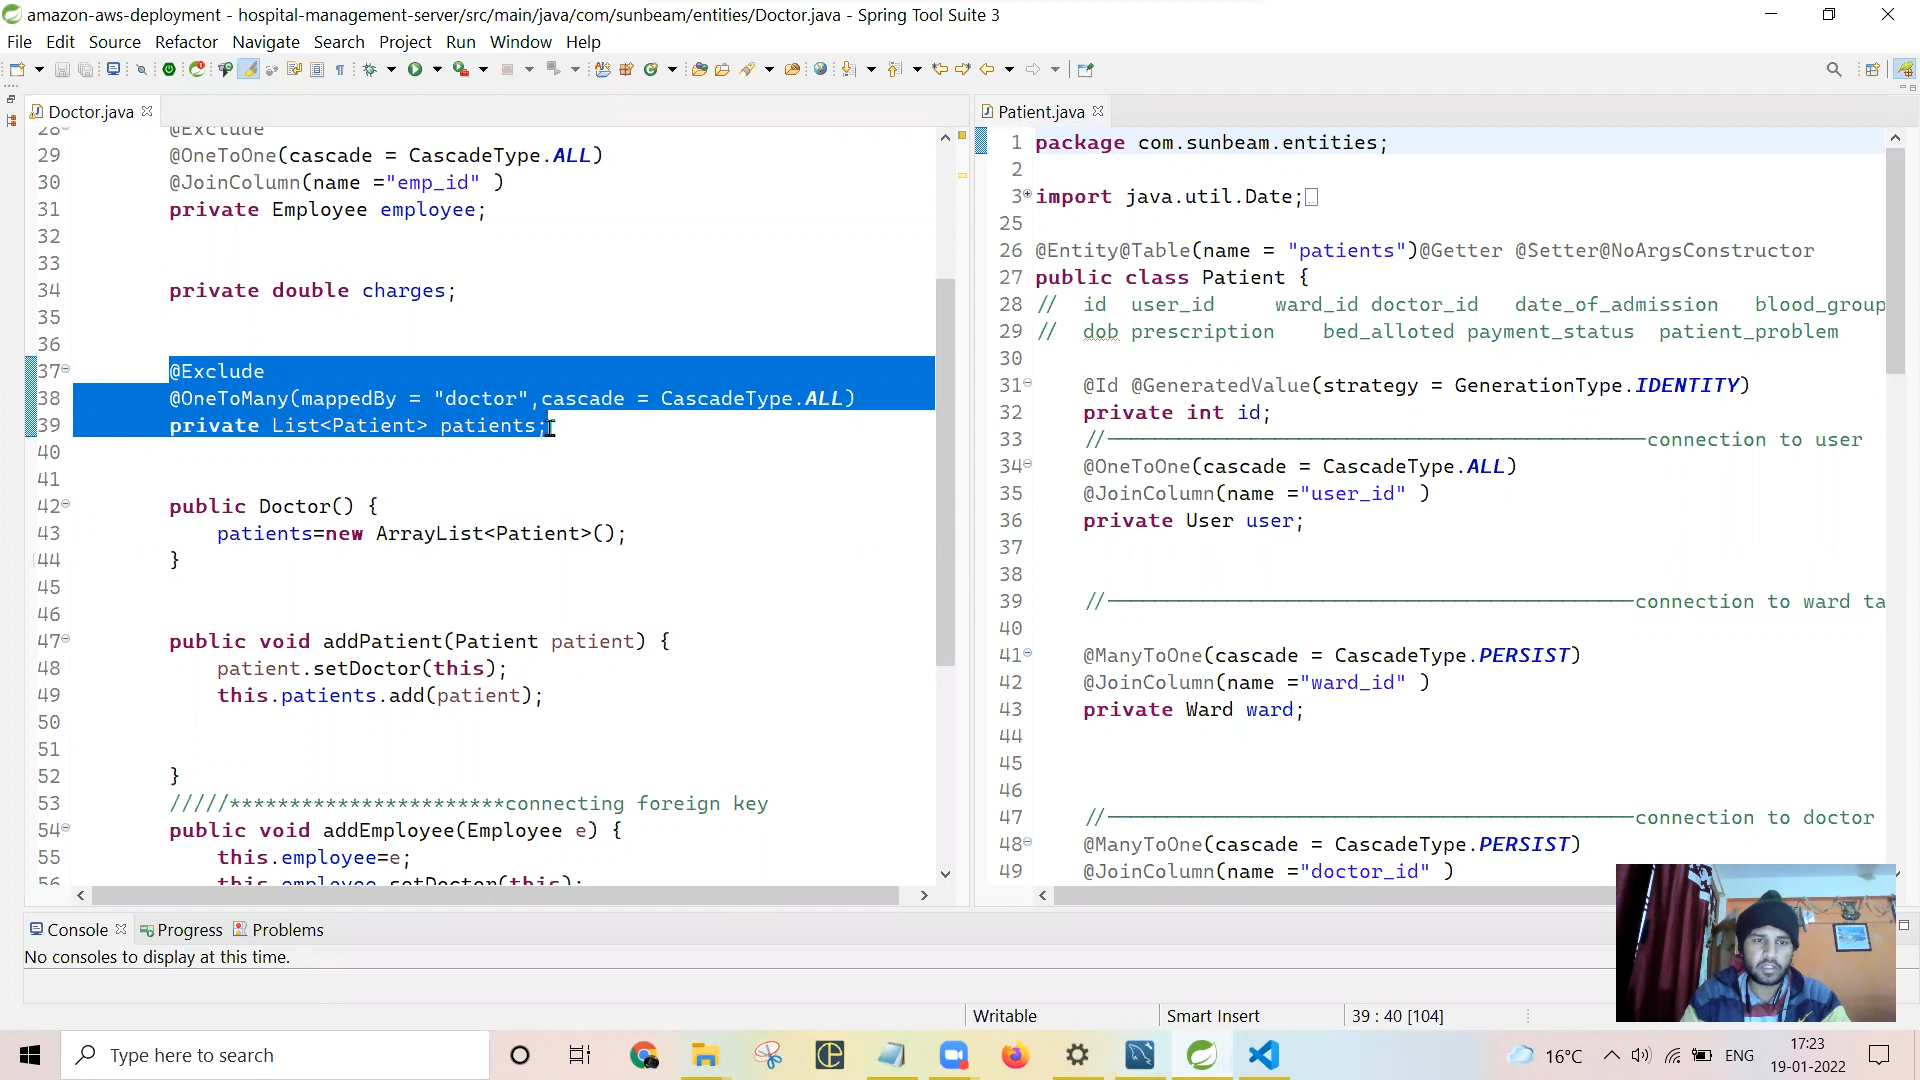 amazon-aws-deployment - hospital-management-server/src/main/java/com/sunbeam/entities/Doctor.java - Spring Tool Suite 3
File Edit Source Refactor Navigate Search Project Run Window Help
Doctor.java
28 @Exclude
29 @OneToOne(cascade = CascadeType.ALL)
30 @JoinColumn(name ="emp_id" )
31 private Employee employee;
32
33
34 private double charges;
35
36
37 @Exclude
38 @OneToMany(mappedBy = "doctor",cascade = CascadeType.ALL)
39 private List<Patient> patients;
40
41
42 public Doctor() {
43 patients=new ArrayList<Patient>();
44 }
45
46
47 public void addPatient(Patient patient) {
48 patient.setDoctor(this);
49 this.patients.add(patient);
50
51
52 }
53 /////***********************connecting foreign key
54 public void addEmployee(Employee e) {
55 this.employee=e;
56 this.employee.setDoctor(this);
Patient.java
1 package com.sunbeam.entities;
2
3 import java.util.Date;
25
26 @Entity@Table(name = "patients")@Getter @Setter@NoArgsConstructor
27 public class Patient {
28 // id user_id ward_id doctor_id date_of_admission blood_group
29 // dob prescription bed_alloted payment_status patient_problem
30
31 @Id @GeneratedValue(strategy = GenerationType.IDENTITY)
32 private int id;
33 //---------------------------------------------connection to user
34 @OneToOne(cascade = CascadeType.ALL)
35 @JoinColumn(name ="user_id" )
36 private User user;
37
38
39 //--------------------------------------------connection to ward ta
40
41 @ManyToOne(cascade = CascadeType.PERSIST)
42 @JoinColumn(name ="ward_id" )
43 private Ward ward;
44
45
46
47 //--------------------------------------------connection to doctor
48 @ManyToOne(cascade = CascadeType.PERSIST)
49 @JoinColumn(name ="doctor_id" )
Console Progress Problems
No consoles to display at this time.
Writable Smart Insert 39 : 40 [104]
Type here to search
16°C ENG 17:23
19-01-2022